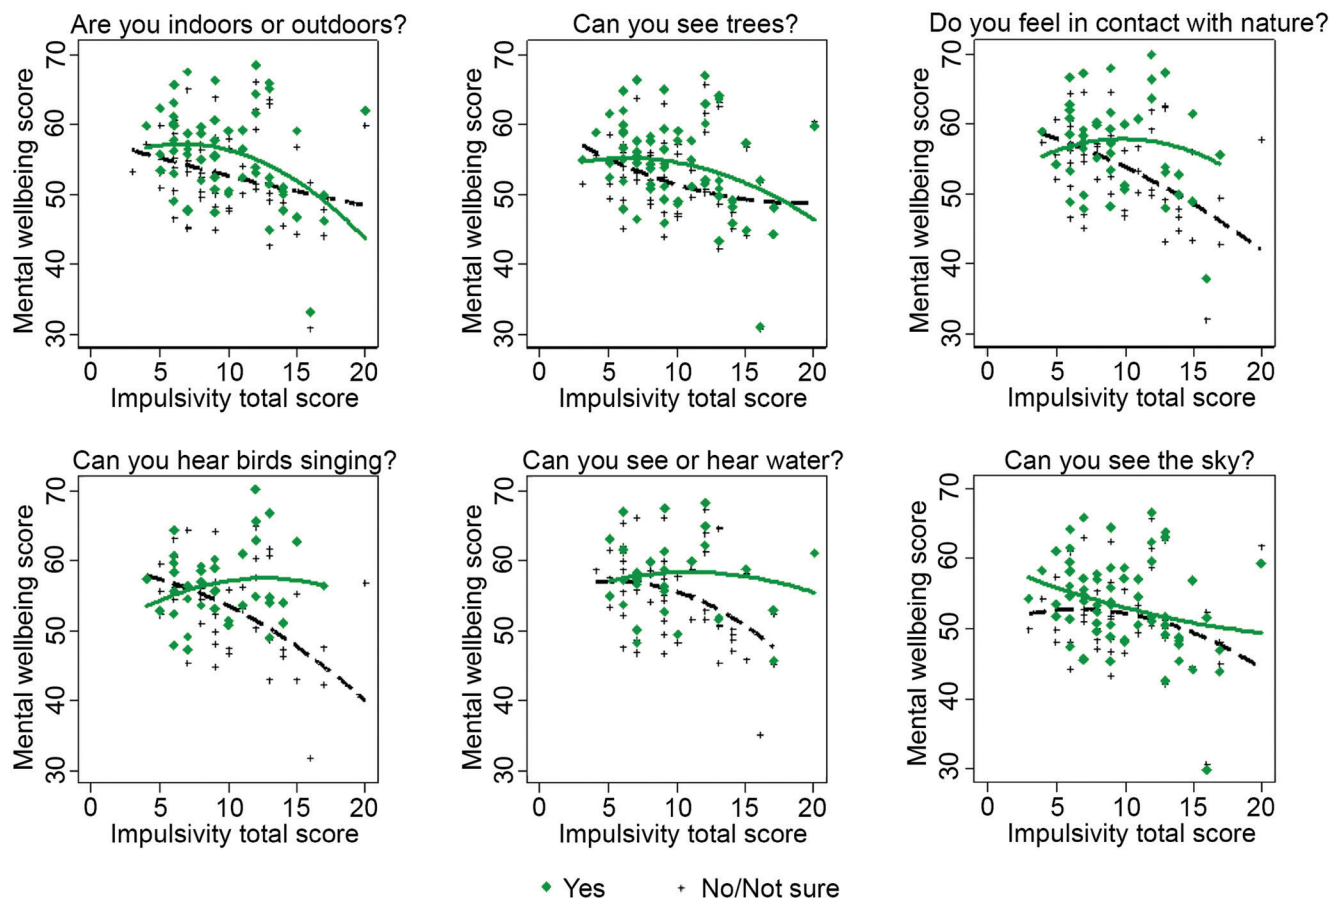 Are you indoors or outdoors?
Can you see trees?
Do you feel in contact with nature?
Mental wellbeing score
70
60
50
40
30
0 5 10 15 20
Impulsivity total score
Mental wellbeing score
70
60
50
40
30
0 5 10 15 20
Impulsivity total score
Mental wellbeing score
70
60
50
40
30
0 5 10 15 20
Impulsivity total score
Can you hear birds singing?
Can you see or hear water?
Can you see the sky?
Mental wellbeing score
70
60
50
40
30
0 5 10 15 20
Impulsivity total score
Mental wellbeing score
70
60
50
40
30
0 5 10 15 20
Impulsivity total score
Mental wellbeing score
70
60
50
40
30
0 5 10 15 20
Impulsivity total score
Yes
No/Not sure